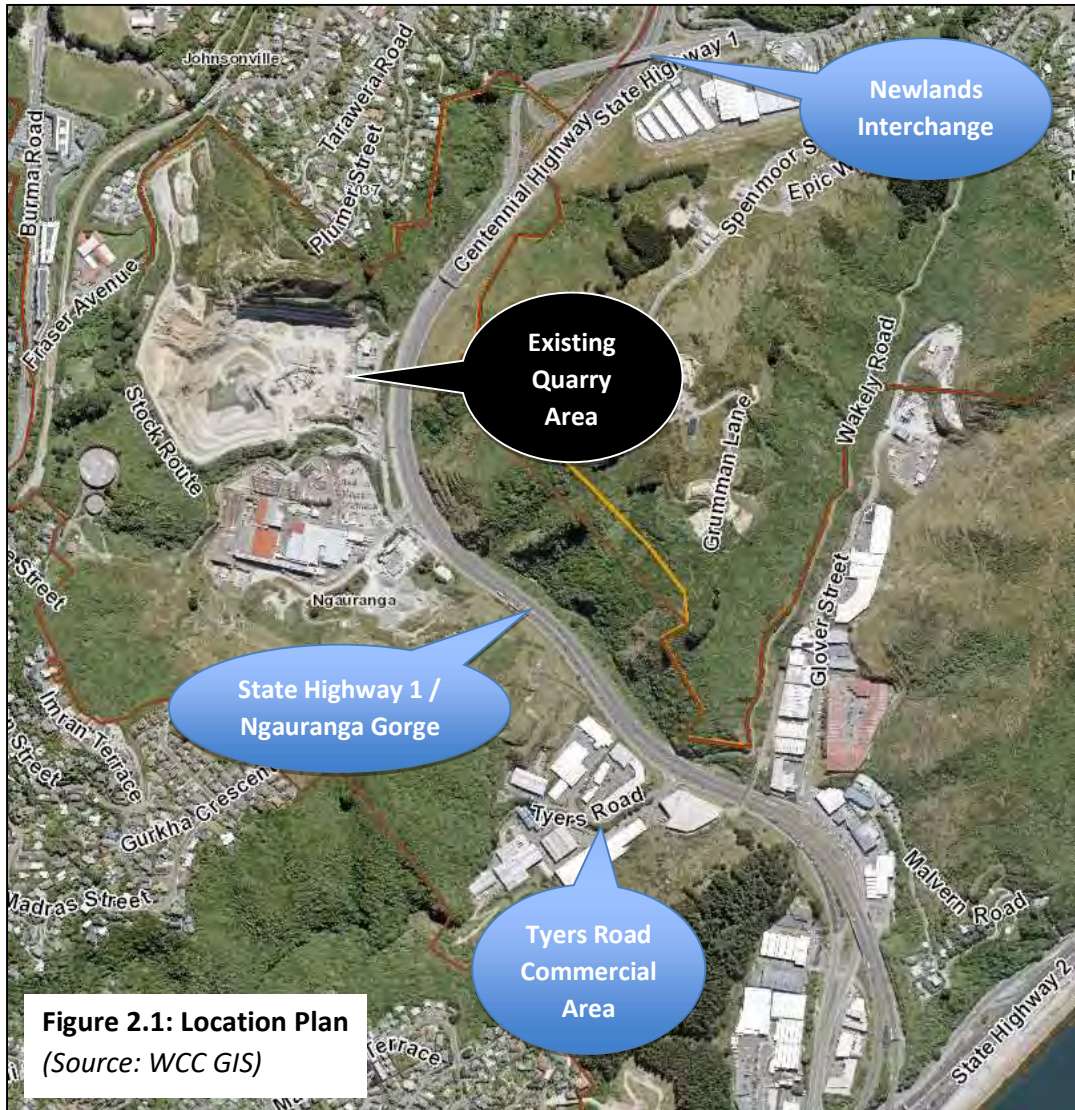 Johnsonville
Tarawera Road
State Highway 1
Newlands
Interchange
Burma Road
Plumer Street
Centennial Highway
Spenmoor S
Epic W
Fraser Avenue
Existing
Quarry
Area
Stock Route
Wakely Road
Grumman Lane
Glover Street
Ngauranga
Street
State Highway 1 /
Ngauranga Gorge
Imran Terrace
Street
Gurkha Crescen
Tyers Road
Madras Street
Malvern Road
Tyers Road
Commercial
Area
State Highway 2
Figure 2.1: Location Plan
(Source: WCC GIS)
Terrace